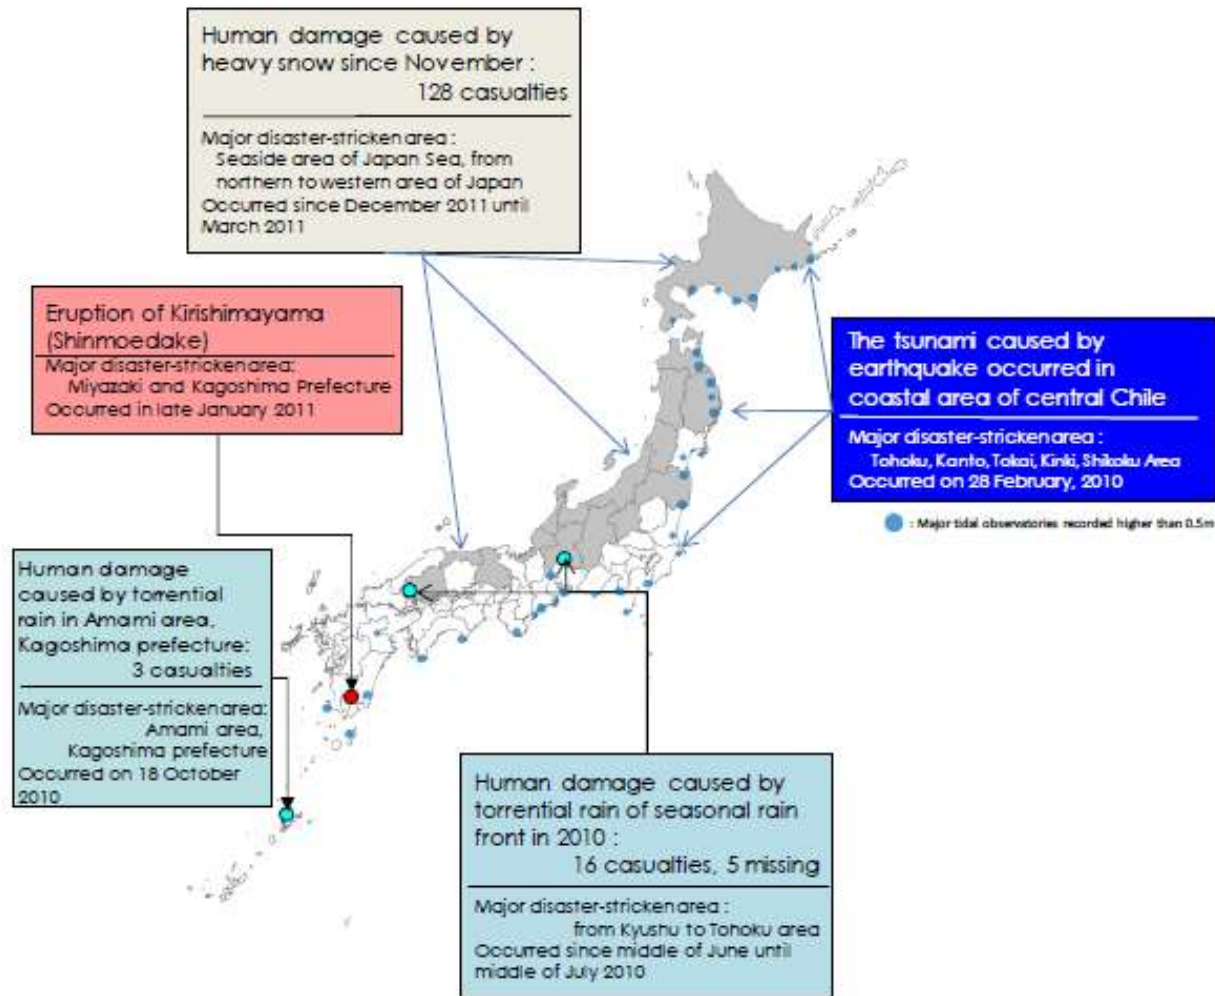 Human damage caused by
heavy snow since November :
128 casualties
Major disaster-stricken area :
Seaside area of Japan Sea, from
northern to western area of Japan
Occurred since December 2011 until
March 2011
Eruption of Kirishimayama
(Shinmoedake)
Major disaster-stricken area:
Miyazaki and Kagoshima Prefecture
Occurred in late January 2011
The tsunami caused by
earthquake occurred in
coastal area of central Chile
Major disaster-stricken area :
Tohoku, Kanto, Tokai, Kinki, Shikoku Area
Occurred on 28 February, 2010
: Major tidal observatories recorded higher than 0.5m
Human damage
caused by torrential
rain in Amami area,
Kagoshima prefecture:
3 casualties
Major disaster-stricken area:
Amami area,
Kagoshima prefecture
Occurred on 18 October
2010
Human damage caused by
torrential rain of seasonal rain
front in 2010 :
16 casualties, 5 missing
Major disaster-stricken area :
from Kyushu to Tohoku area
Occurred since middle of June until
middle of July 2010